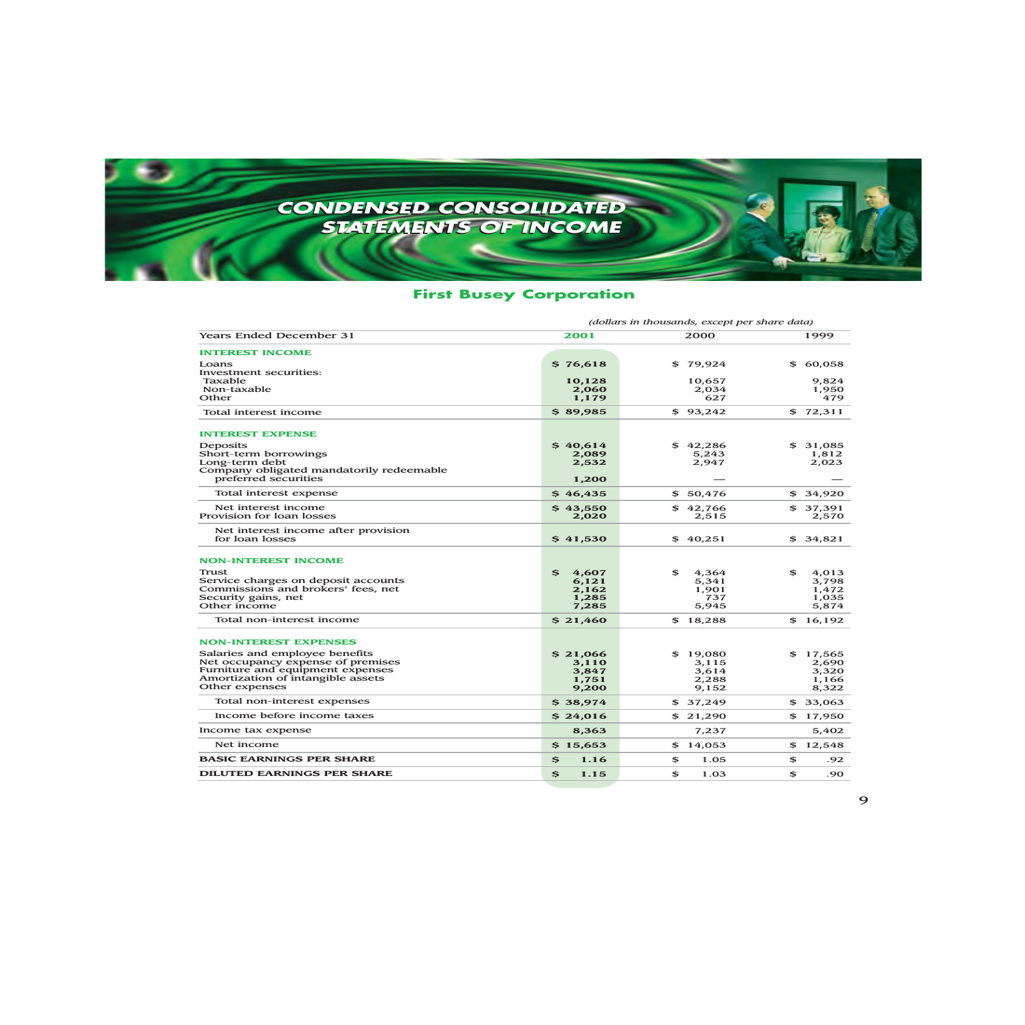 CONDENSED CONSOLIDATED
STATEMENTS OF INCOME
First Busey Corporation
(dollars in thousands, except per share data)
Years Ended December 31 2001 2000 1999
INTEREST INCOME
Loans $ 76,618 $ 79,924 $ 60,058
Investment securities:
Taxable 10,128 10,657 9,824
Non-taxable 2,060 2,034 1,950
Other 1,179 627 479
Total interest income $ 89,985 $ 93,242 $ 72,311
INTEREST EXPENSE
Deposits $ 40,614 $ 42,286 $ 31,085
Short-term borrowings 2,089 5,243 1,812
Long-term debt 2,532 2,947 2,023
Company obligated mandatorily redeemable
preferred securities 1,200 — —
Total interest expense $ 46,435 $ 50,476 $ 34,920
Net interest income $ 43,550 $ 42,766 $ 37,391
Provision for loan losses 2,020 2,515 2,570
Net interest income after provision
for loan losses $ 41,530 $ 40,251 $ 34,821
NON-INTEREST INCOME
Trust $ 4,607 $ 4,364 $ 4,013
Service charges on deposit accounts 6,121 5,341 3,798
Commissions and brokers' fees, net 2,162 1,901 1,472
Security gains, net 1,285 737 1,035
Other income 7,285 5,945 5,874
Total non-interest income $ 21,460 $ 18,288 $ 16,192
NON-INTEREST EXPENSES
Salaries and employee benefits $ 21,066 $ 19,080 $ 17,565
Net occupancy expense of premises 3,110 3,115 2,690
Furniture and equipment expenses 3,847 3,614 3,320
Amortization of intangible assets 1,751 2,288 1,166
Other expenses 9,200 9,152 8,322
Total non-interest expenses $ 38,974 $ 37,249 $ 33,063
Income before income taxes $ 24,016 $ 21,290 $ 17,950
Income tax expense 8,363 7,237 5,402
Net income $ 15,653 $ 14,053 $ 12,548
BASIC EARNINGS PER SHARE $ 1.16 $ 1.05 $ .92
DILUTED EARNINGS PER SHARE $ 1.15 $ 1.03 $ .90
9